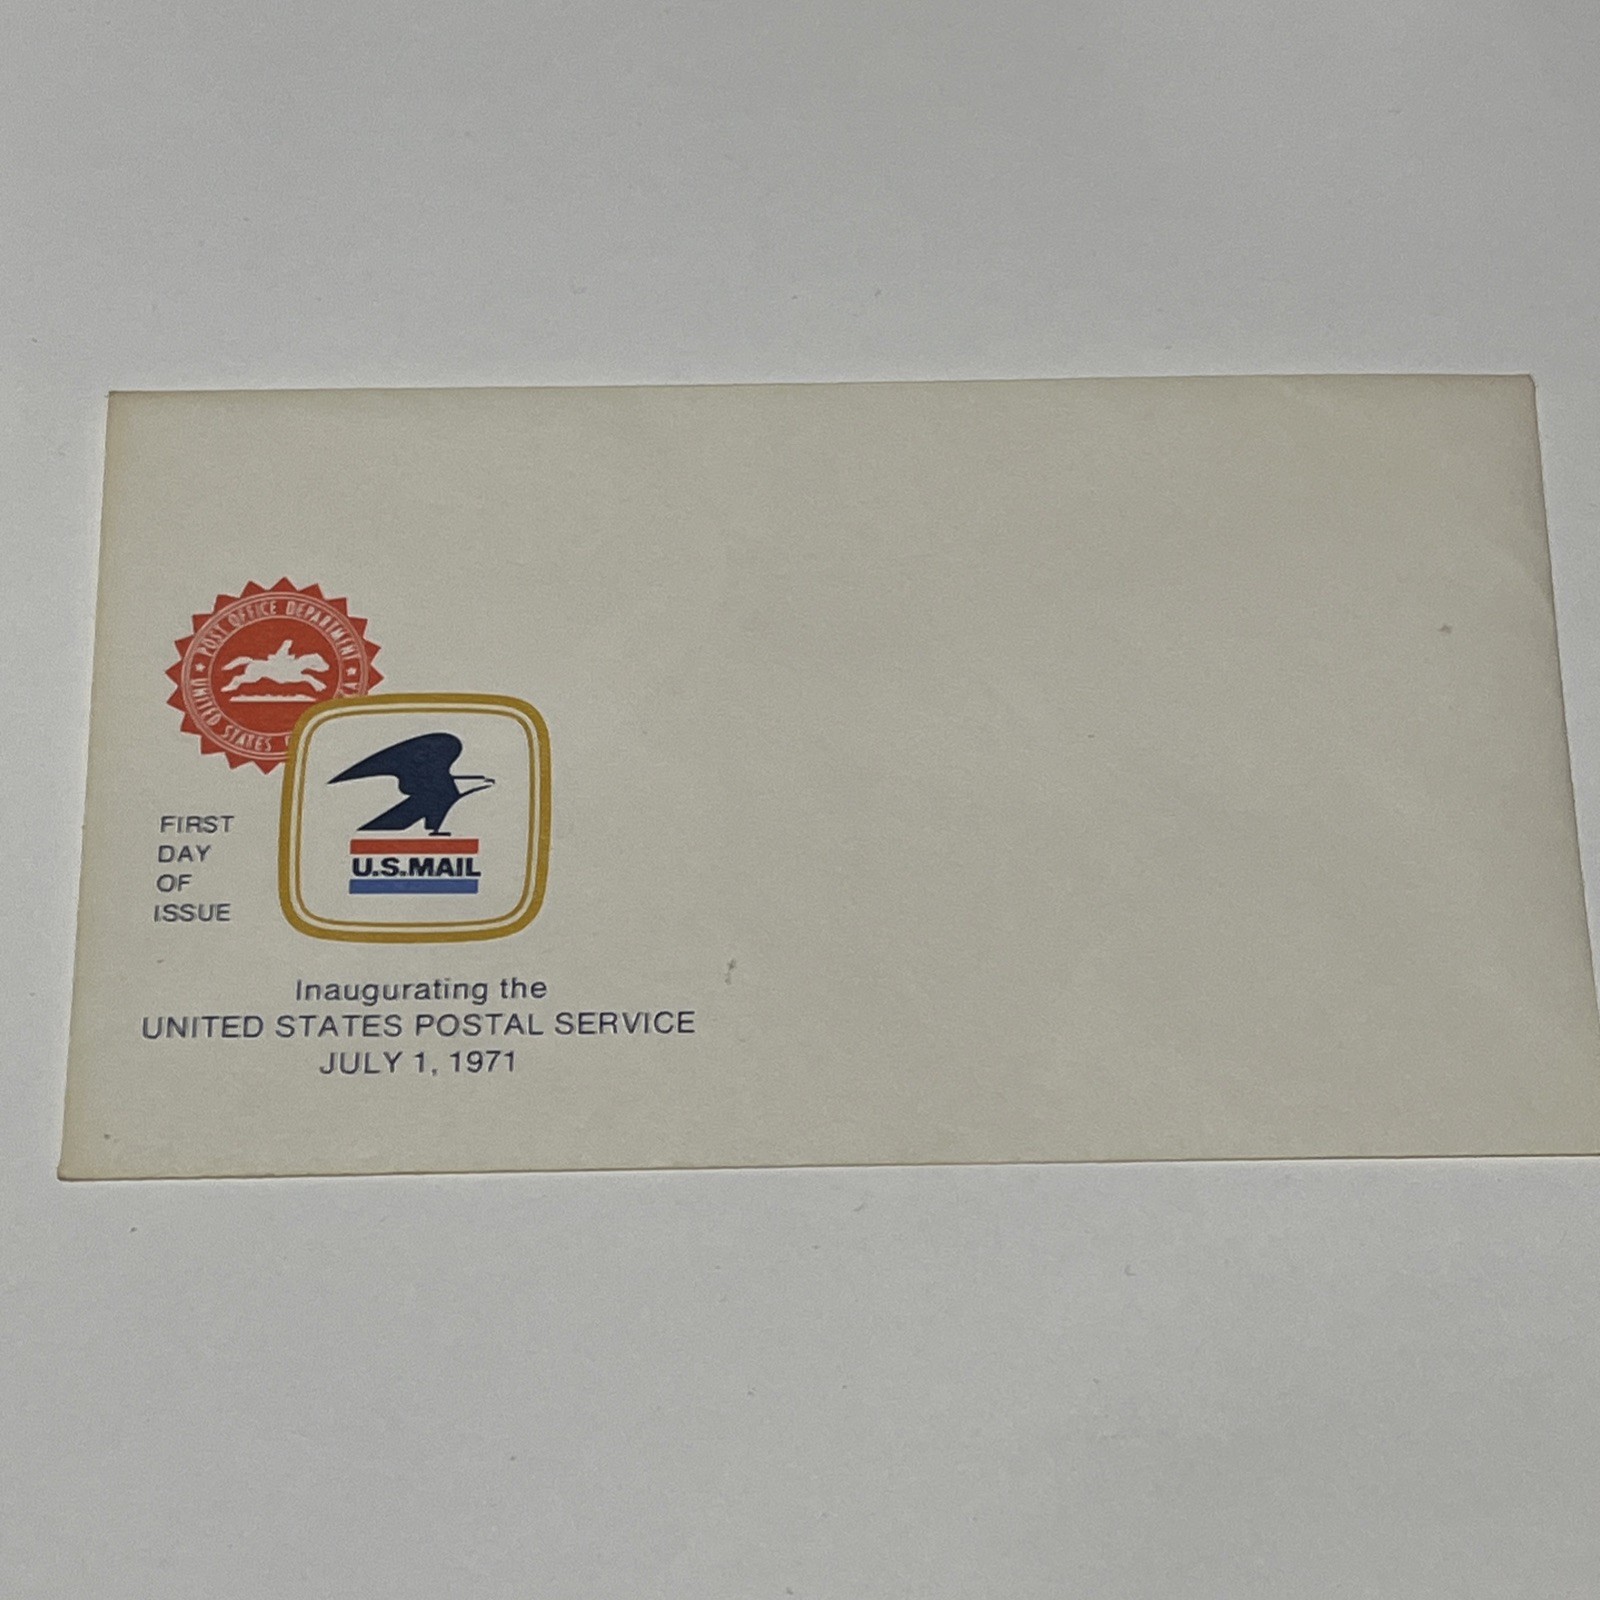 POST OFFICE DEPARTMENT
UNITED STATES
FIRST
DAY
OF
ISSUE
U.S.MAIL
Inaugurating the
UNITED STATES POSTAL SERVICE
JULY 1, 1971